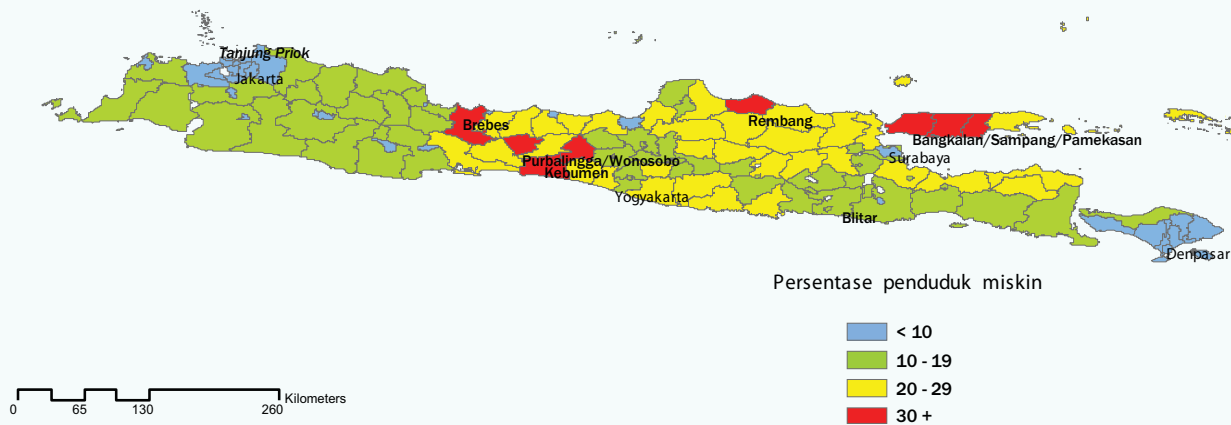 Tanjung Priok
Jakarta
Brebes
Rembang
Bangkalan/Sampang/Pamekasan
Surabaya
Purbalingga/Wonosobo
Kebumen
Yogyakarta
Blitar
Denpasar
Persentase penduduk miskin
< 10
10 - 19
20 - 29
30 +
Kilometers
0 65 130 260